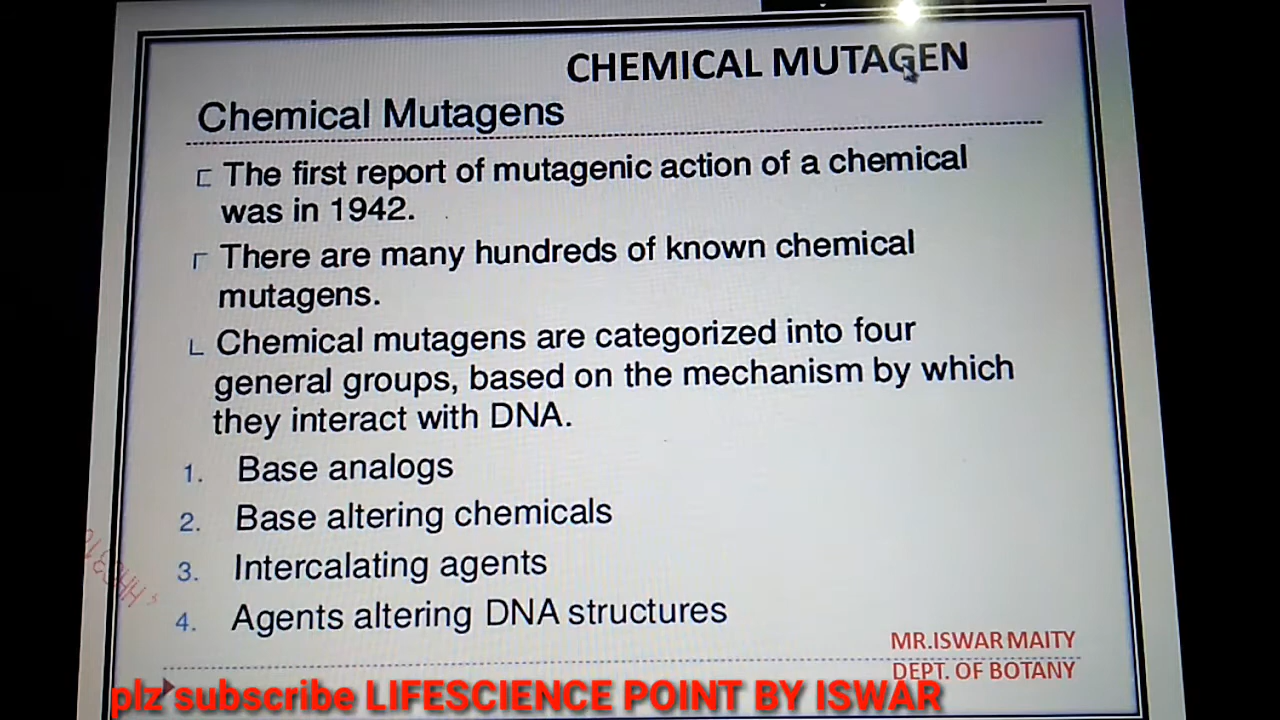 CHEMICAL MUTAGEN
Chemical Mutagens
The first report of mutagenic action of a chemical
was in 1942.
There are many hundreds of known chemical
mutagens.
Chemical mutagens are categorized into four
general groups, based on the mechanism by which
they interact with DNA.
1. Base analogs
2. Base altering chemicals
3. Intercalating agents
4. Agents altering DNA structures
MR.ISWAR MAITY
DEPT. OF BOTANY
plz subscribe LIFESCIENCE POINT BY ISWAR